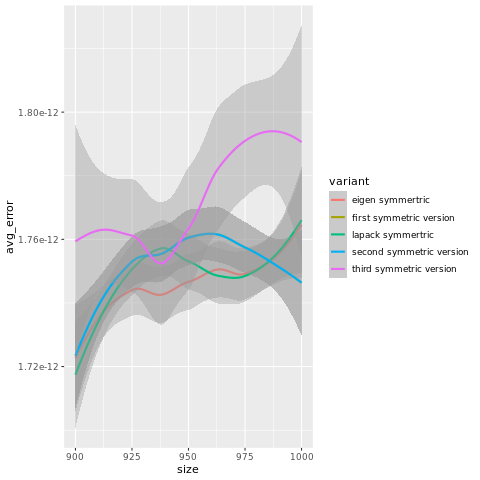 1.80e-12
1.76e-12
1.72e-12
avg_error
900
925
950
975
1000
size
variant
eigen symmertric
first symmetric version
lapack symmertric
second symmetric version
third symmetric version